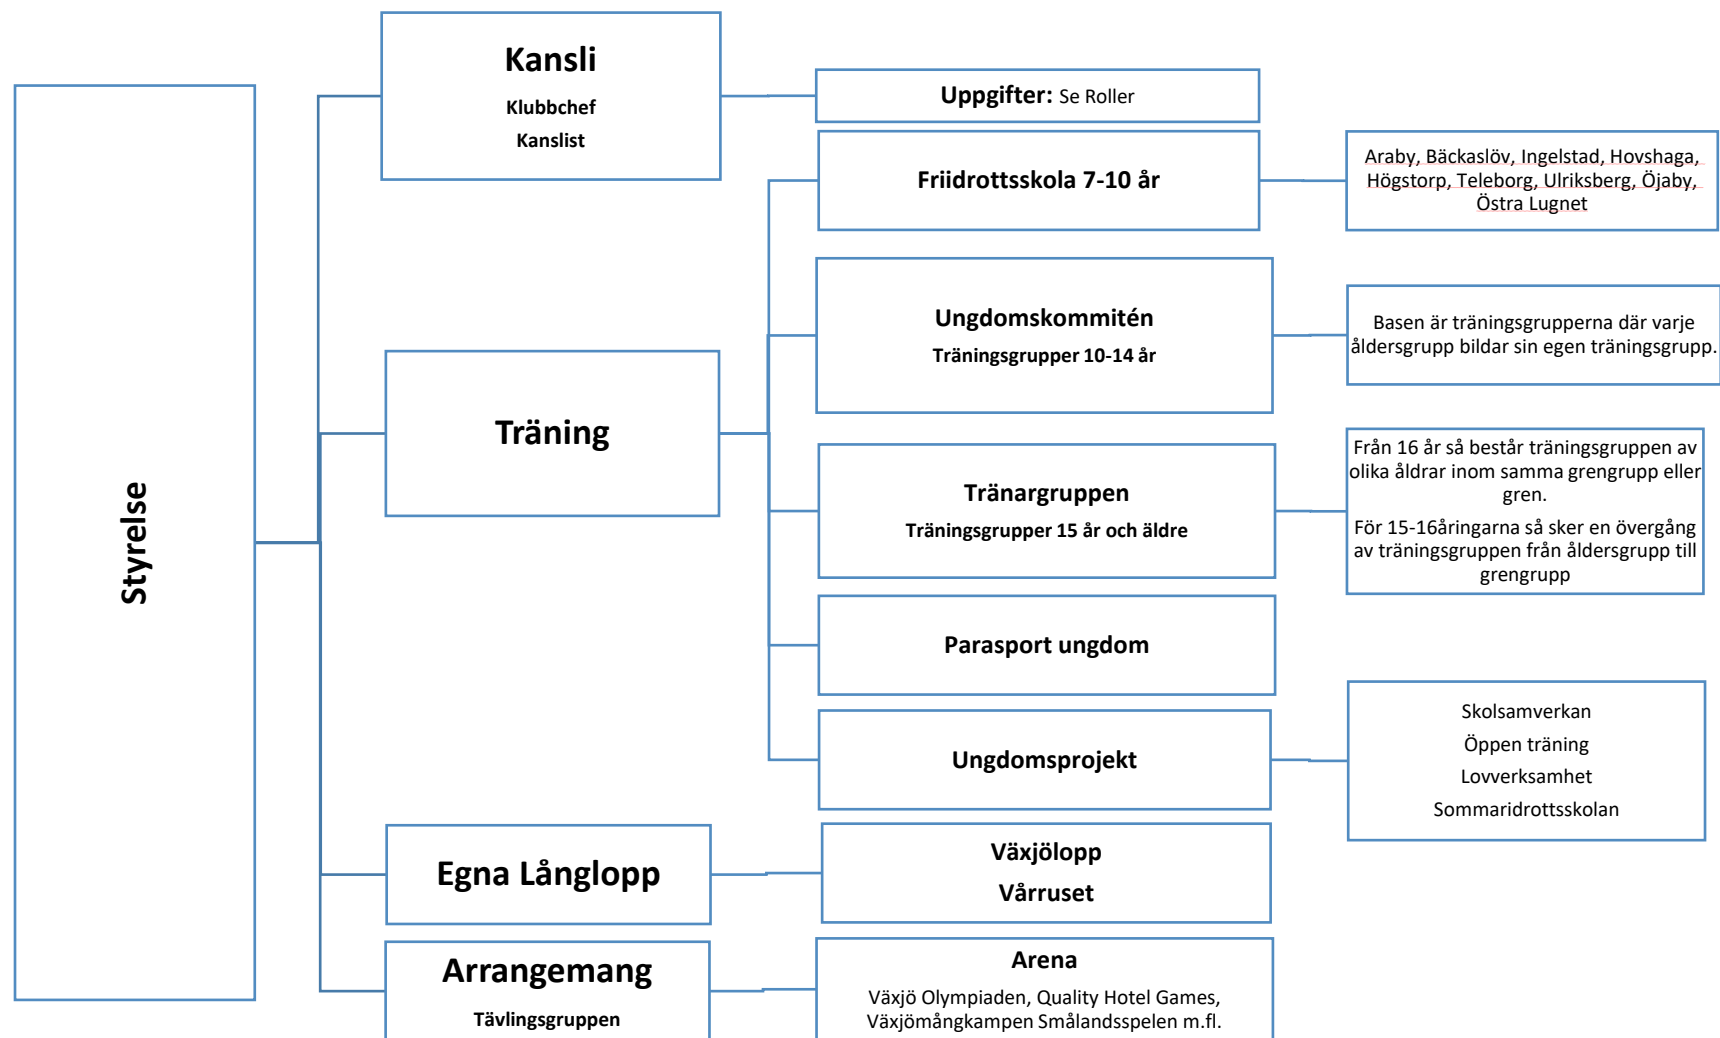 Styrelse
Kansli
Klubbchef
Kanslist
Uppgifter: Se Roller
Träning
Friidrottsskola 7-10 år
Araby, Bäckaslöv, Ingelstad, Hovshaga,
Högstorp, Teleborg, Ulriksberg, Öjaby,
Östra Lugnet
Ungdomskommitén
Träningsgrupper 10-14 år
Basen är träningsgrupperna där varje
åldersgrupp bildar sin egen träningsgrupp.
Tränargruppen
Träningsgrupper 15 år och äldre
Från 16 år så består träningsgruppen av
olika åldrar inom samma grengrupp eller
gren.
För 15-16åringarna så sker en övergång
av träningsgruppen från åldersgrupp till
grengrupp
Parasport ungdom
Ungdomsprojekt
Skolsamverkan
Öppen träning
Lovverksamhet
Sommaridrottsskolan
Egna Långlopp
Växjölopp
Vårruset
Arrangemang
Tävlingsgruppen
Arena
Växjö Olympiaden, Quality Hotel Games,
Växjömångkampen Smålandsspelen m.fl.